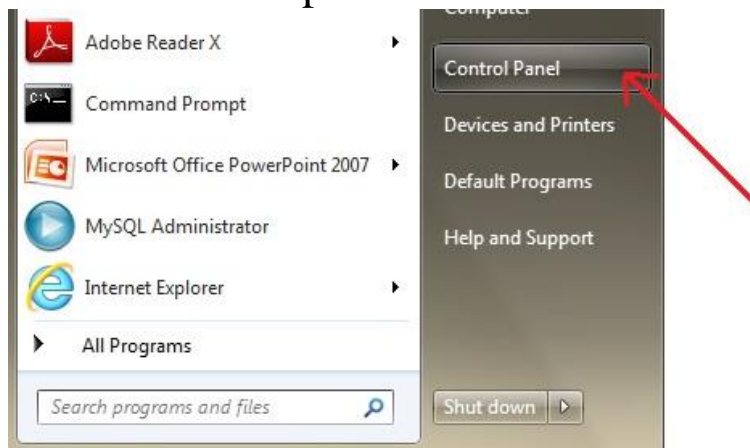 Adobe Reader X
Command Prompt
Microsoft Office PowerPoint 2007
MySQL Administrator
Internet Explorer
All Programs
Search programs and files
Computer
Control Panel
Devices and Printers
Default Programs
Help and Support
Shut down